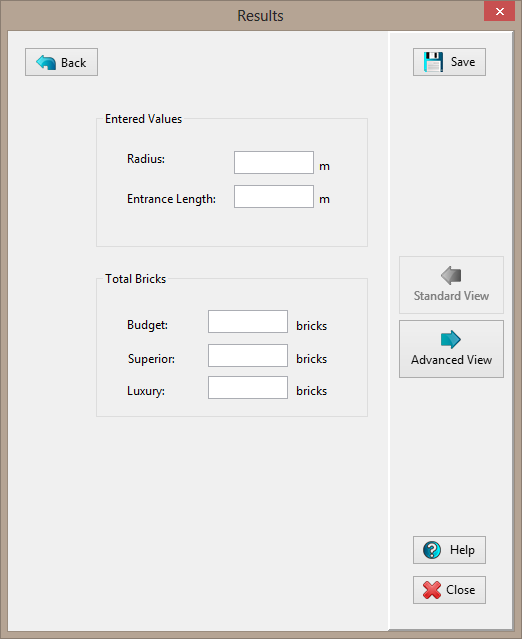 Results
Back
Save
Entered Values
Radius: m
Entrance Length: m
Total Bricks
Budget: bricks
Superior: bricks
Luxury: bricks
Standard View
Advanced View
Help
Close